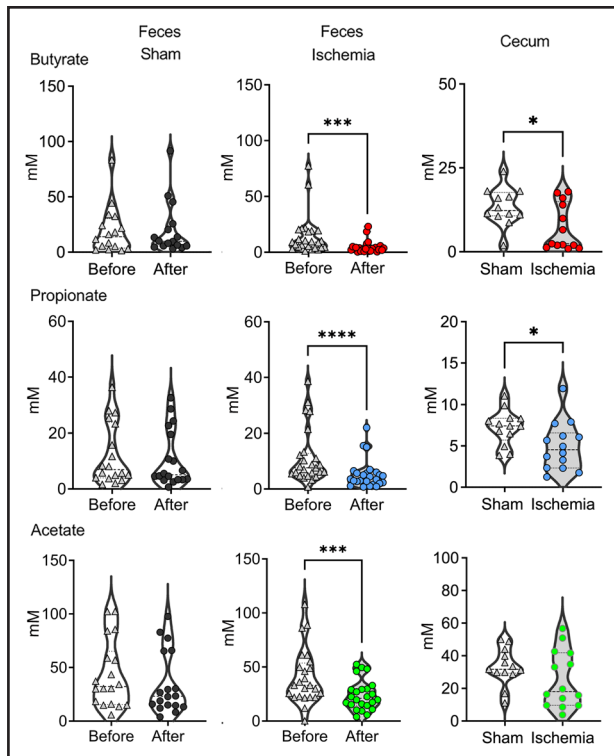 Feces Feces Cecum
Sham Ischemia
Butyrate
150 150 50
*** *
100 100
mM mM mM 25
50 50
0 0 0
Before After Before After Sham Ischemia
Propionate
60 60 20
**** *
40 40 15
mM mM mM 10
20 20 5
0 0 0
Before After Before After Sham Ischemia
Acetate
150 150 100
*** 80
100 100 60
mM mM mM 40
50 50 20
0 0 0
Before After Before After Sham Ischemia